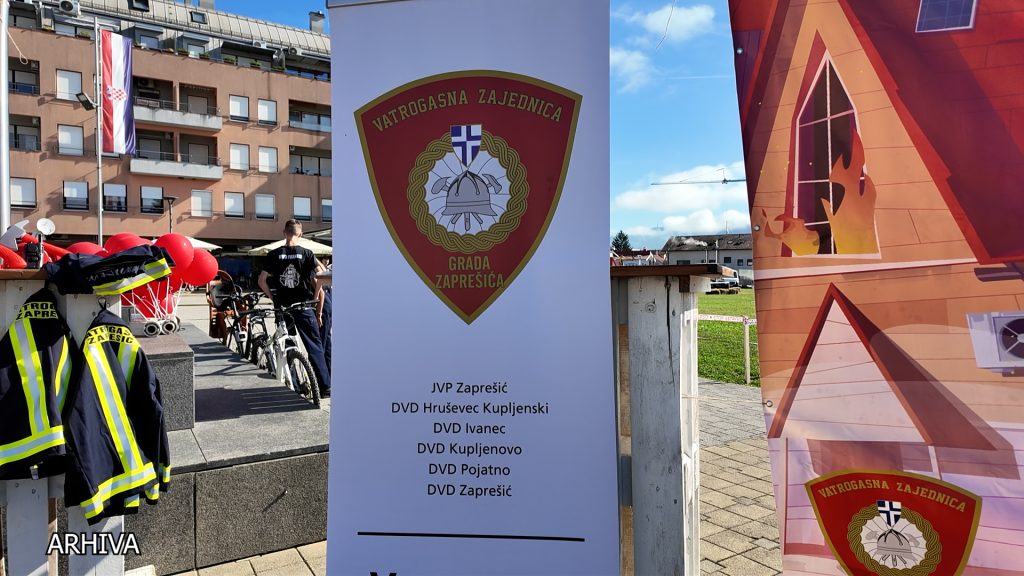 VATROGASNA ZAJEDNICA
GRADA
ZAPREŠIĆA
JVP Zaprešić
DVD Hruševec Kupljenski
DVD Ivanec
DVD Kupljenovo
DVD Pojatno
DVD Zaprešić
VATROGASNA ZAJEDNICA
ARHIVA